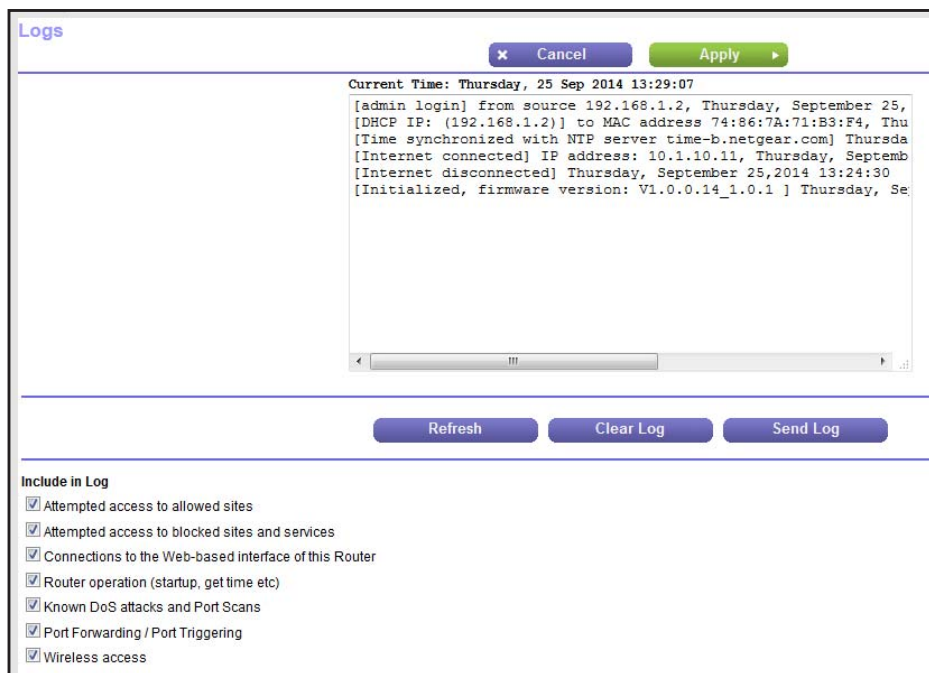 Logs
Cancel
Apply
Current Time: Thursday, 25 Sep 2014 13:29:07
[admin login] from source 192.168.1.2, Thursday, September 25,
[DHCP IP: (192.168.1.2)] to MAC address 74:86:7A:71:B3:F4, Thu
[Time synchronized with NTP server time-b.netgear.com] Thursda
[Internet connected] IP address: 10.1.10.11, Thursday, Septemb
[Internet disconnected] Thursday, September 25,2014 13:24:30
[Initialized, firmware version: V1.0.0.14_1.0.1 ] Thursday, Se
Refresh
Clear Log
Send Log
Include in Log
Attempted access to allowed sites
Attempted access to blocked sites and services
Connections to the Web-based interface of this Router
Router operation (startup, get time etc)
Known DoS attacks and Port Scans
Port Forwarding / Port Triggering
Wireless access